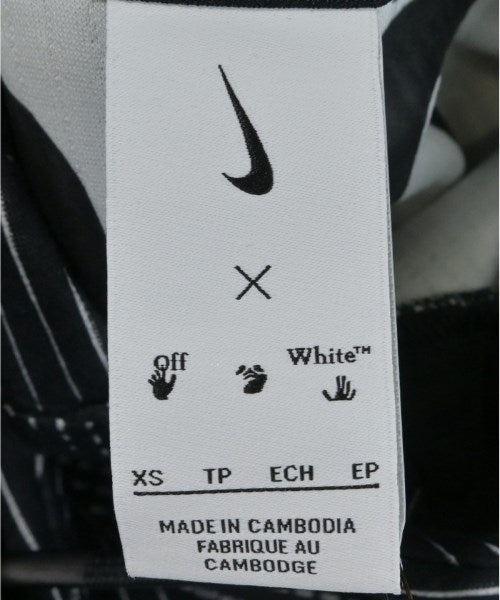 ×
Off White™
XS TP ECH EP
MADE IN CAMBODIA
FABRIQUE AU
CAMBODGE